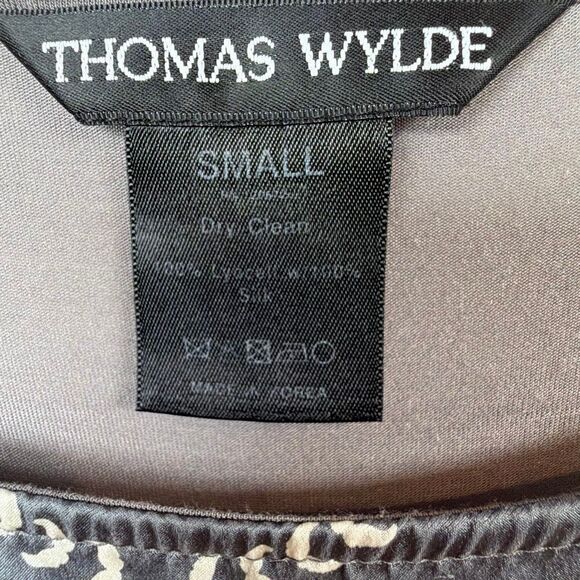 THOMAS WYLDE
SMALL
Dry Clean
100% Lyocell w/100%
Silk
MADE IN KOREA